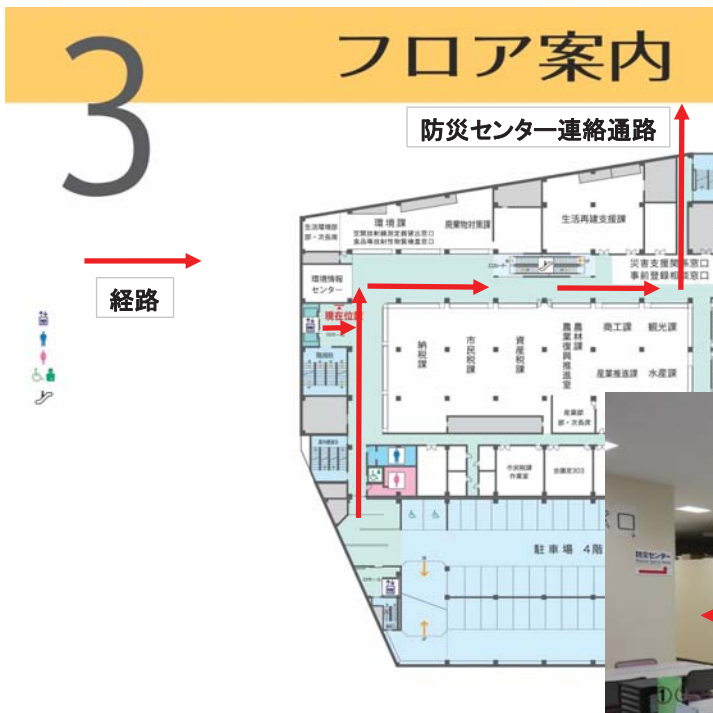 3
フロア案内
防災センター連絡通路
経路
生活環境部
部・次長席
環境課
空間放射線測定器貸出窓口
食品等放射性物質検査窓口
廃棄物対策課
生活再建支援課
災害支援関係窓口
事前登録相談窓口
環境情報
センター
現在位置
階段
納税課
市民税課
資産税課
農林課
農業復興推進室
商工課
観光課
産業推進課
水産課
産業部
部・次長席
市民税課
作業室
会議室303
駐車場 4階
防災センター
①